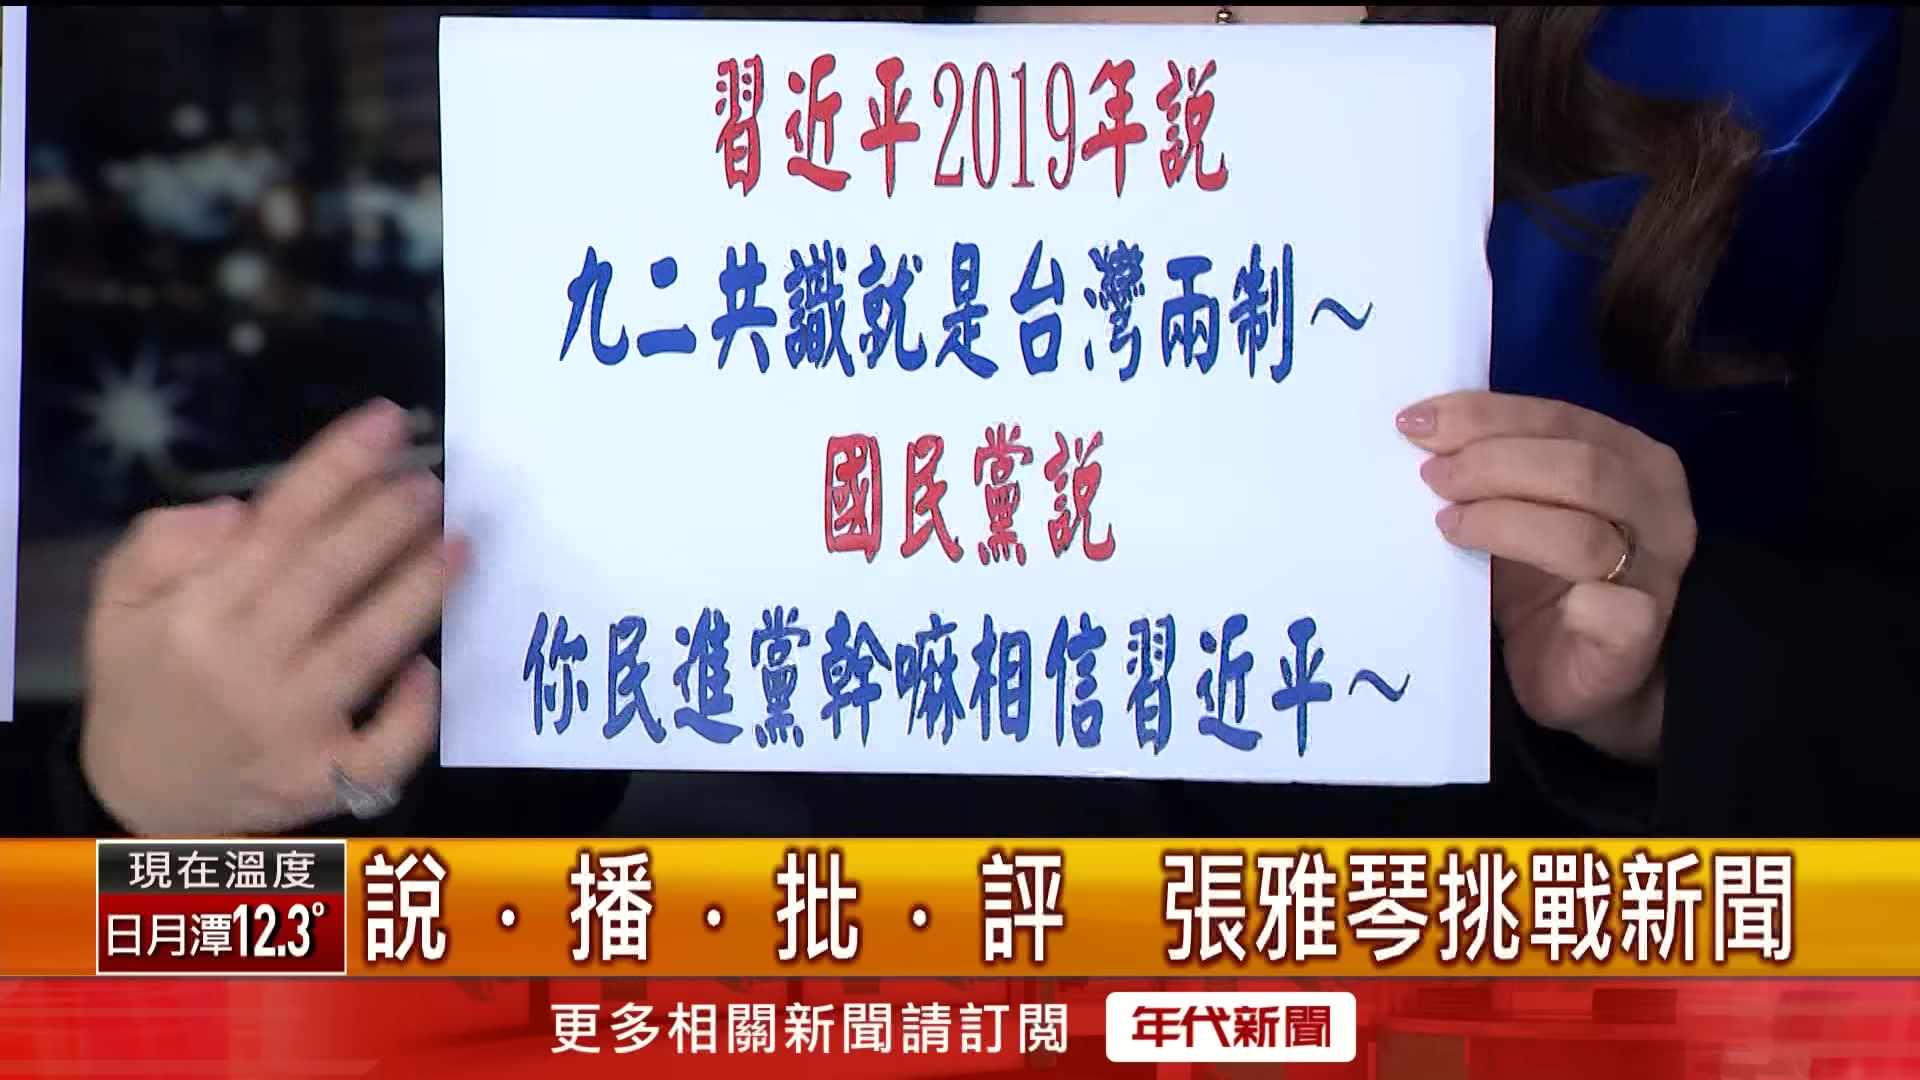 習近平2019年説
九二共識就是台灣兩制~
國民黨説
你民進黨幹嘛相信習近平~
現在溫度
日月潭12.3°
說．播．批．評 張雅琴挑戰新聞
更多相關新聞請訂閱 年代新聞